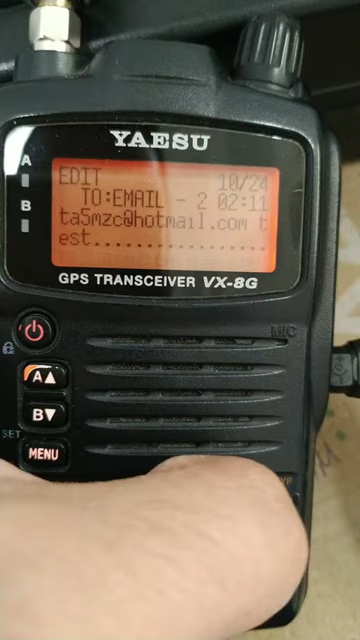 YAESU
A
B
EDIT 10/24
TO:EMAIL - 2 02:11
ta5mzc@hotmail.com t
est..................
GPS TRANSCEIVER VX-8G
MIC
A▲
B▼
SET
MENU